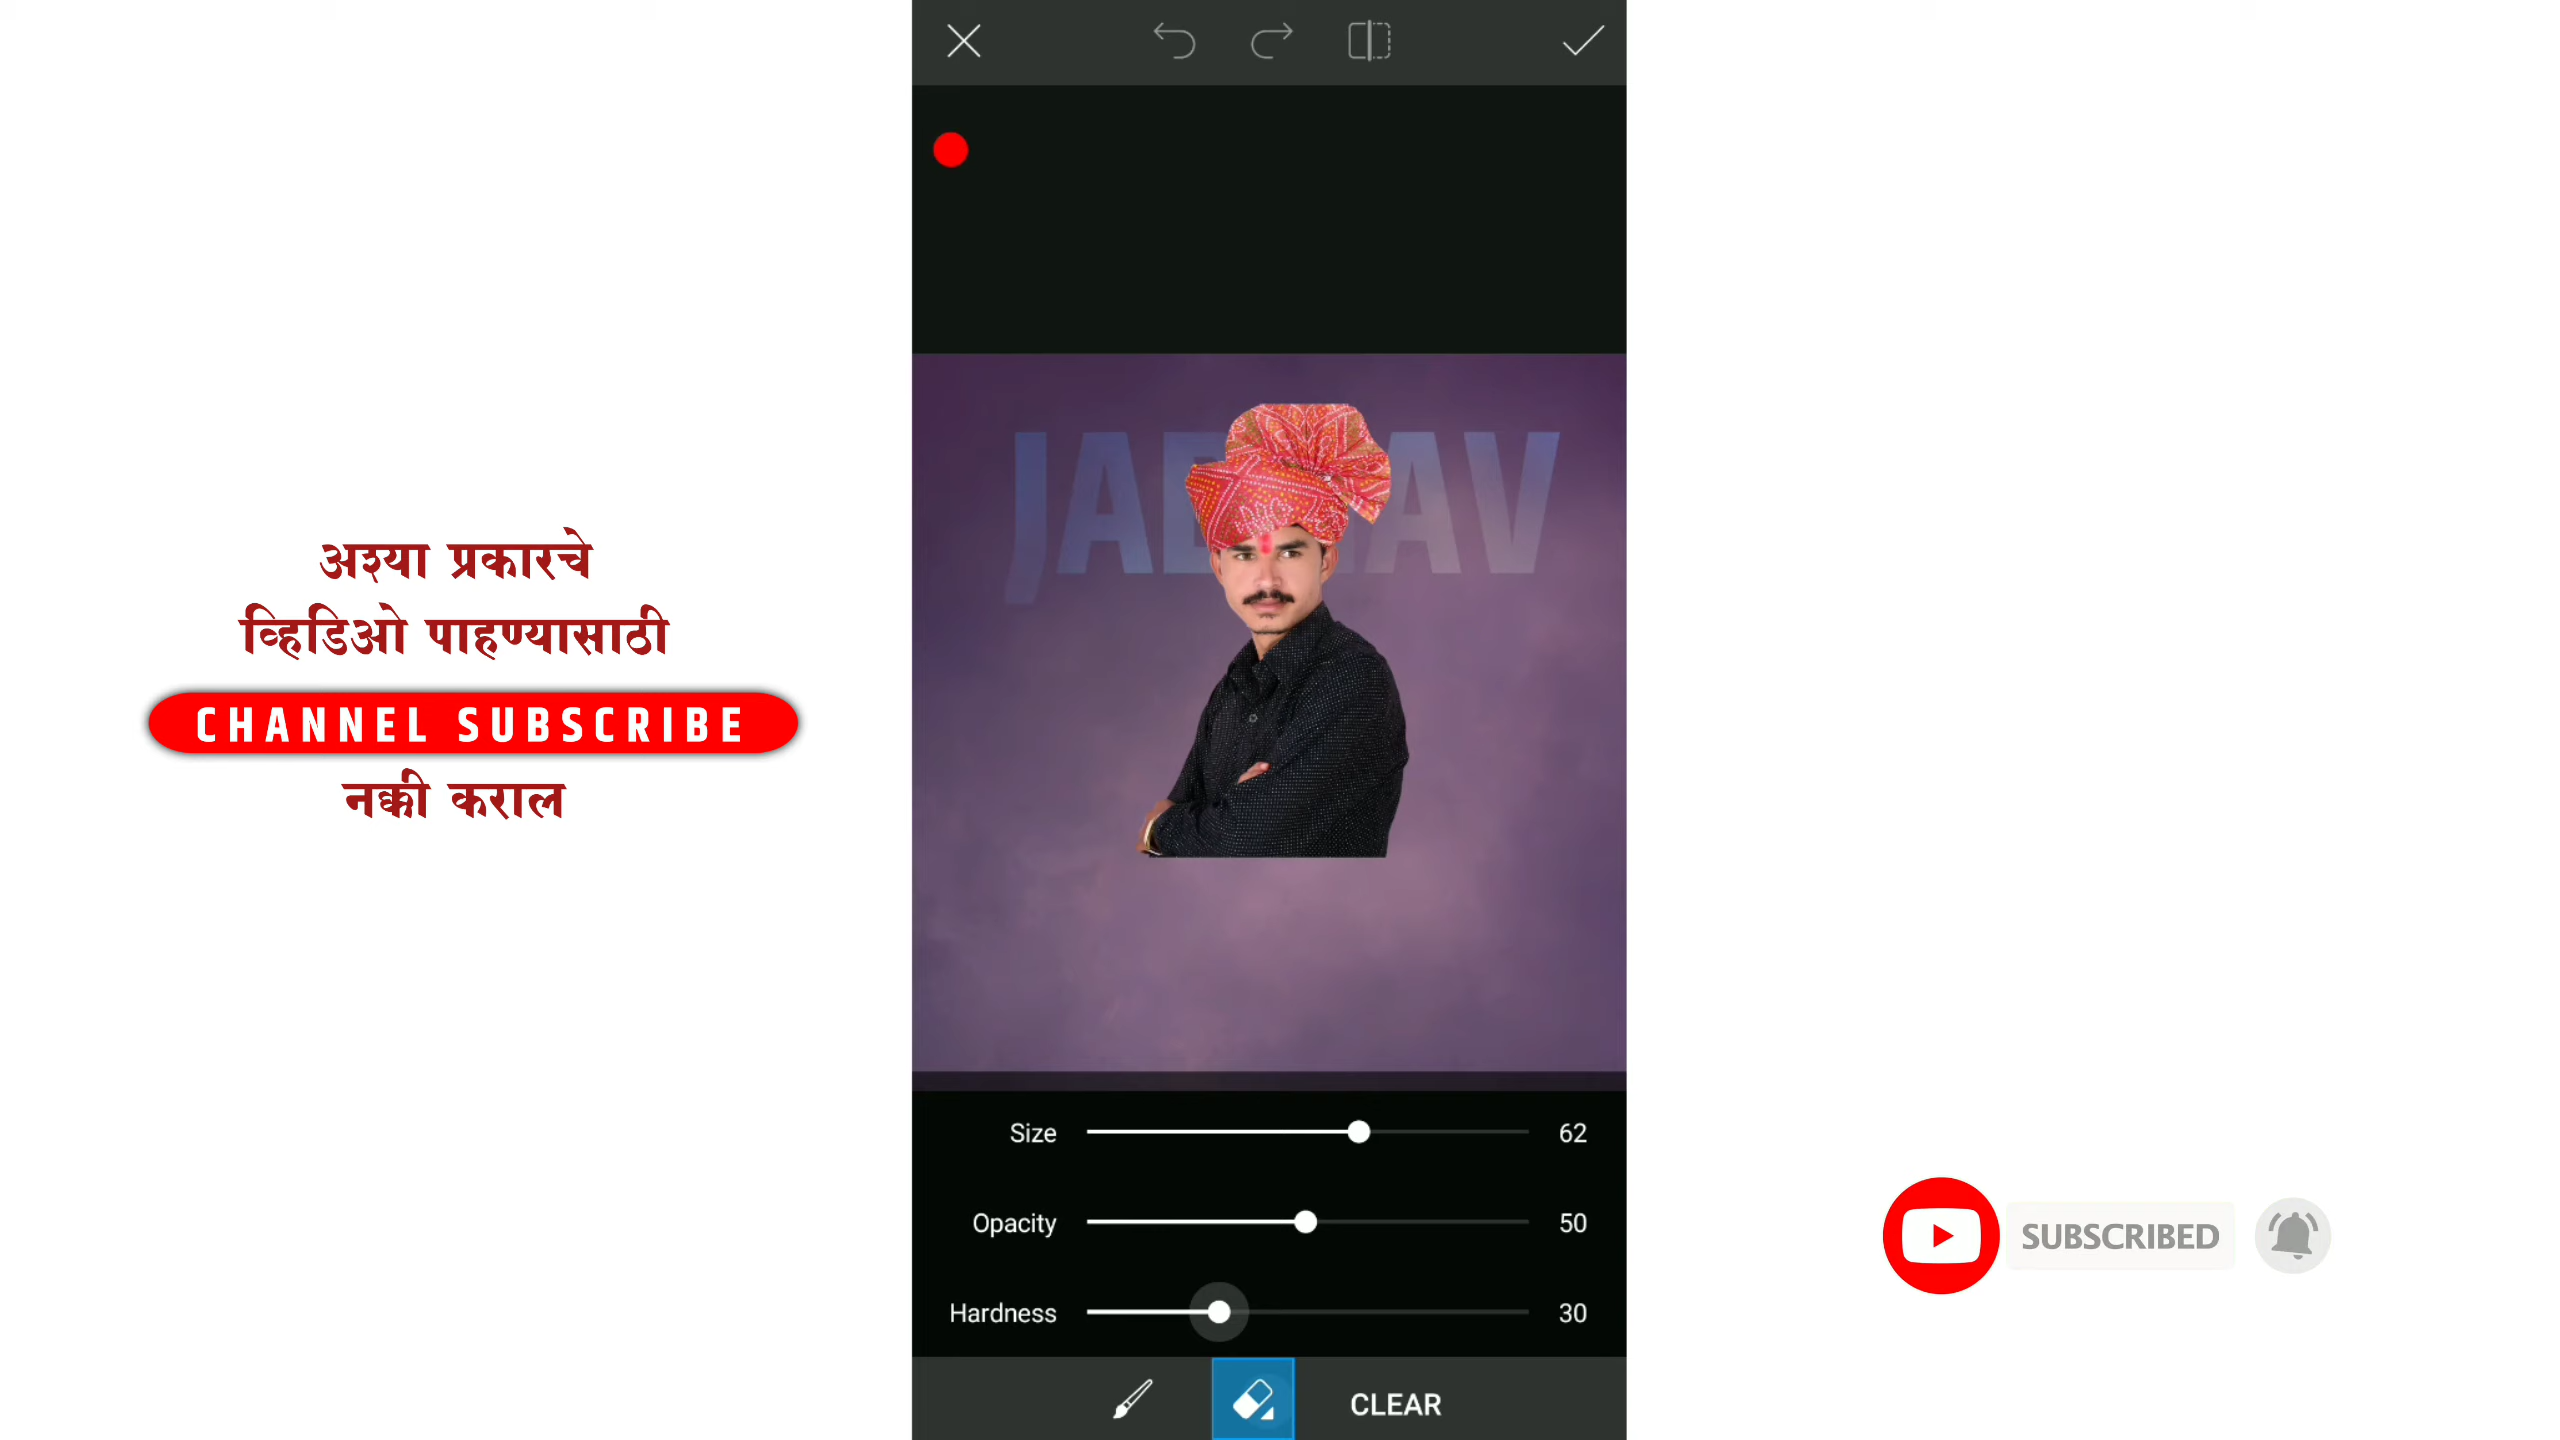 अश्या प्रकारचे
व्हिडिओ पाहण्यासाठी
CHANNEL SUBSCRIBE
नक्की कराल
Size 62
Opacity 50
Hardness 30
CLEAR
SUBSCRIBED